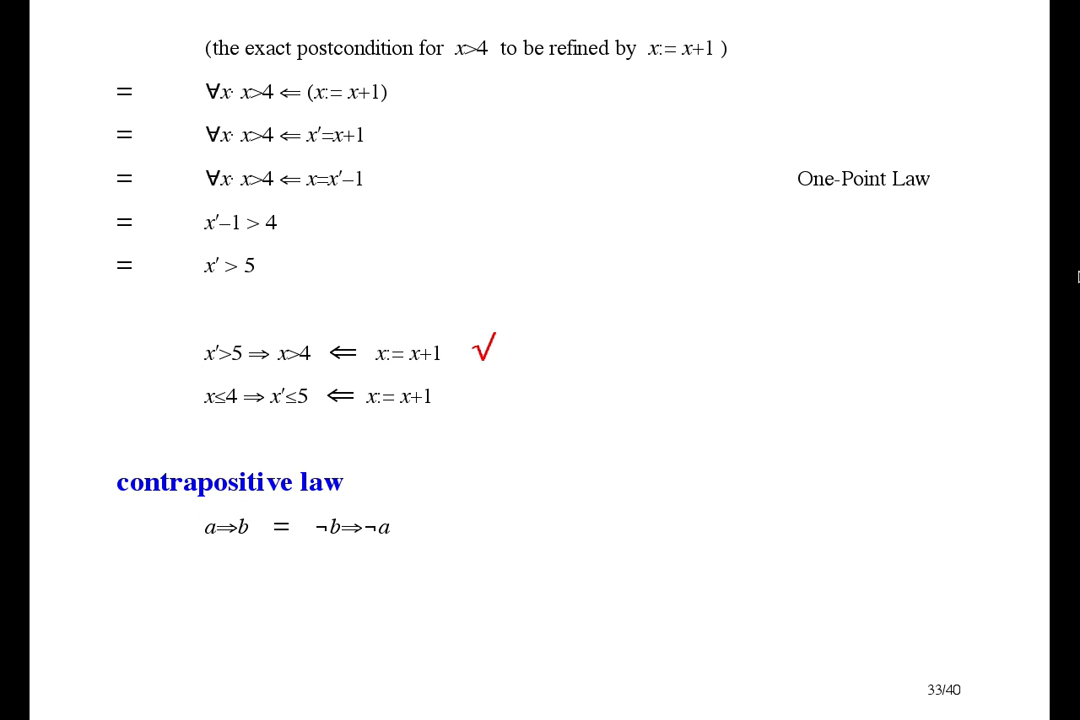 (the exact postcondition for x>4 to be refined by x:= x+1 )
= ∀x· x>4 ⇐ (x:= x+1)
= ∀x· x>4 ⇐ x′=x+1
= ∀x· x>4 ⇐ x=x′–1 One-Point Law
= x′–1 > 4
= x′ > 5
x′>5 ⇒ x>4 ⇐ x:= x+1 √
x≤4 ⇒ x′≤5 ⇐ x:= x+1
contrapositive law
a⇒b = ¬b⇒¬a
33/40